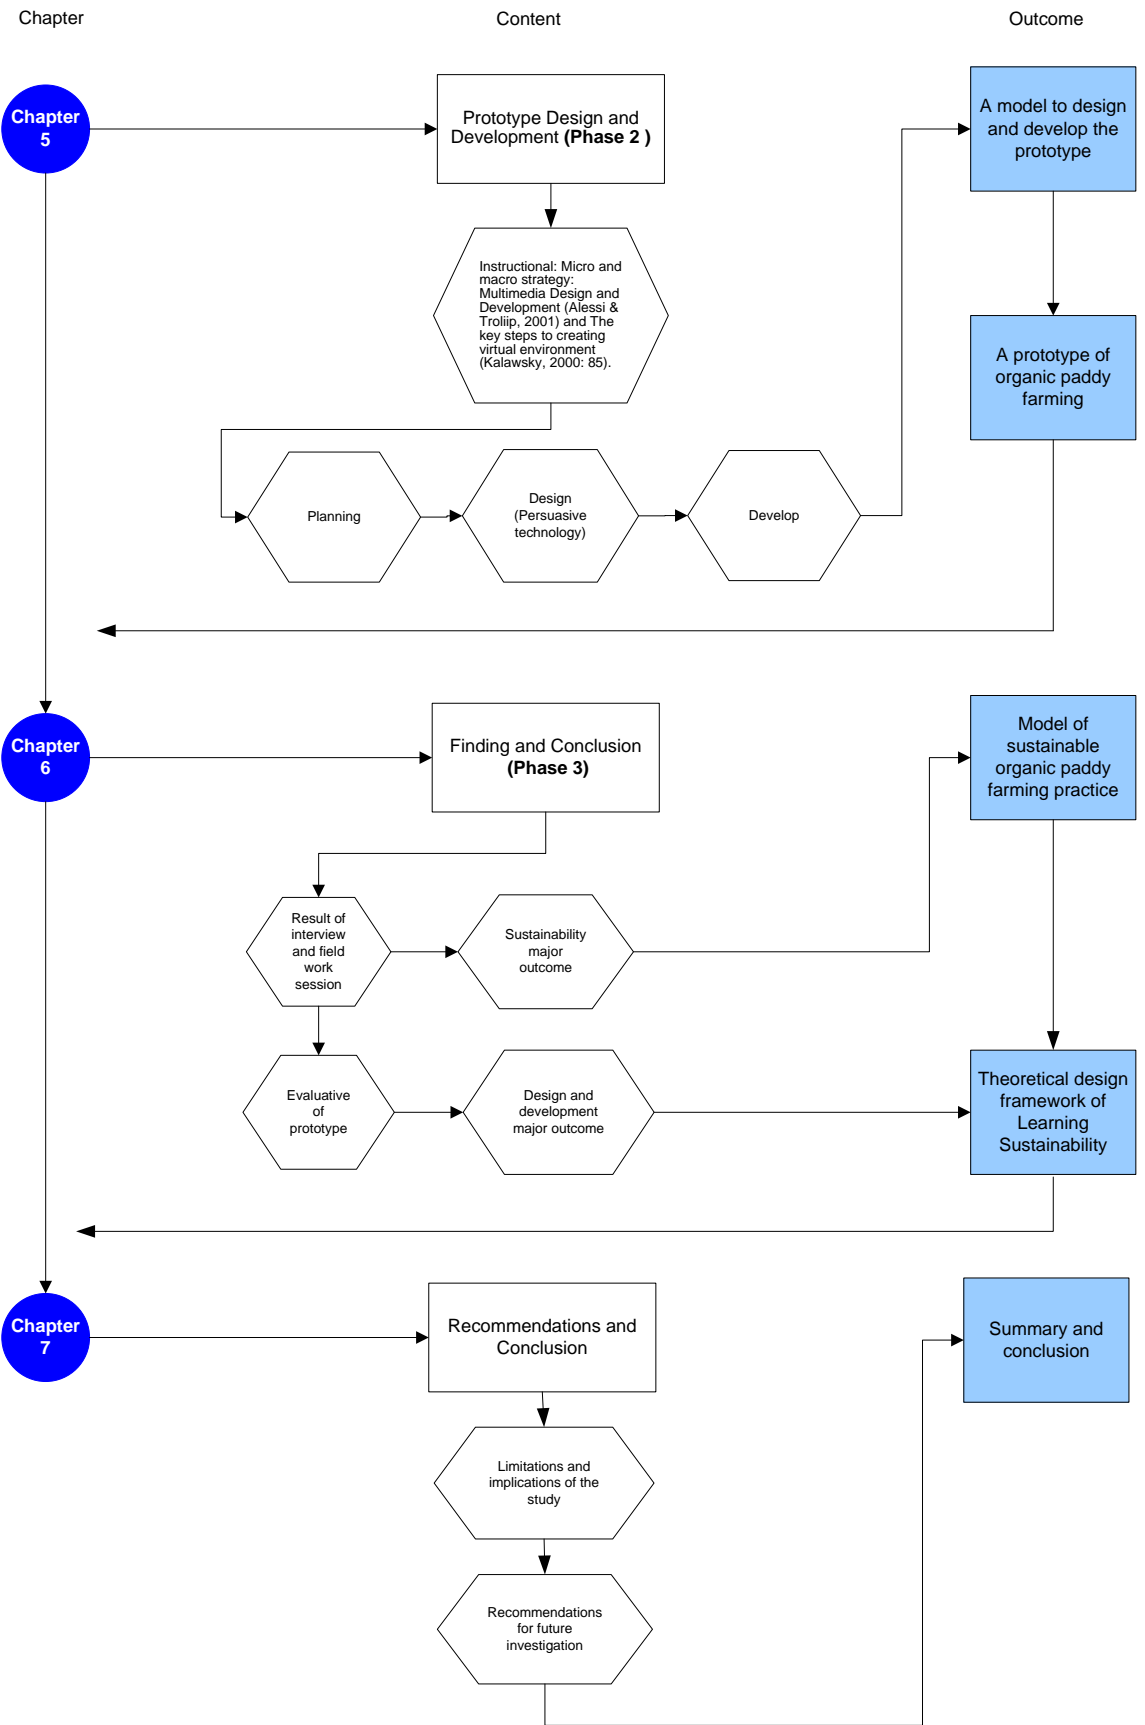 Chapter
Content
Outcome
Chapter
5
Prototype Design and
Development (Phase 2 )
A model to design
and develop the
prototype
Instructional: Micro and
macro strategy:
Multimedia Design and
Development (Alessi &
Troliip, 2001) and The
key steps to creating
virtual environment
(Kalawsky, 2000: 85).
A prototype of
organic paddy
farming
Planning
Design
(Persuasive
technology)
Develop
Chapter
6
Finding and Conclusion
(Phase 3)
Model of
sustainable
organic paddy
farming practice
Result of
interview
and field
work
session
Sustainability
major
outcome
Evaluative
of
prototype
Design and
development
major outcome
Theoretical design
framework of
Learning
Sustainability
Chapter
7
Recommendations and
Conclusion
Summary and
conclusion
Limitations and
implications of the
study
Recommendations
for future
investigation